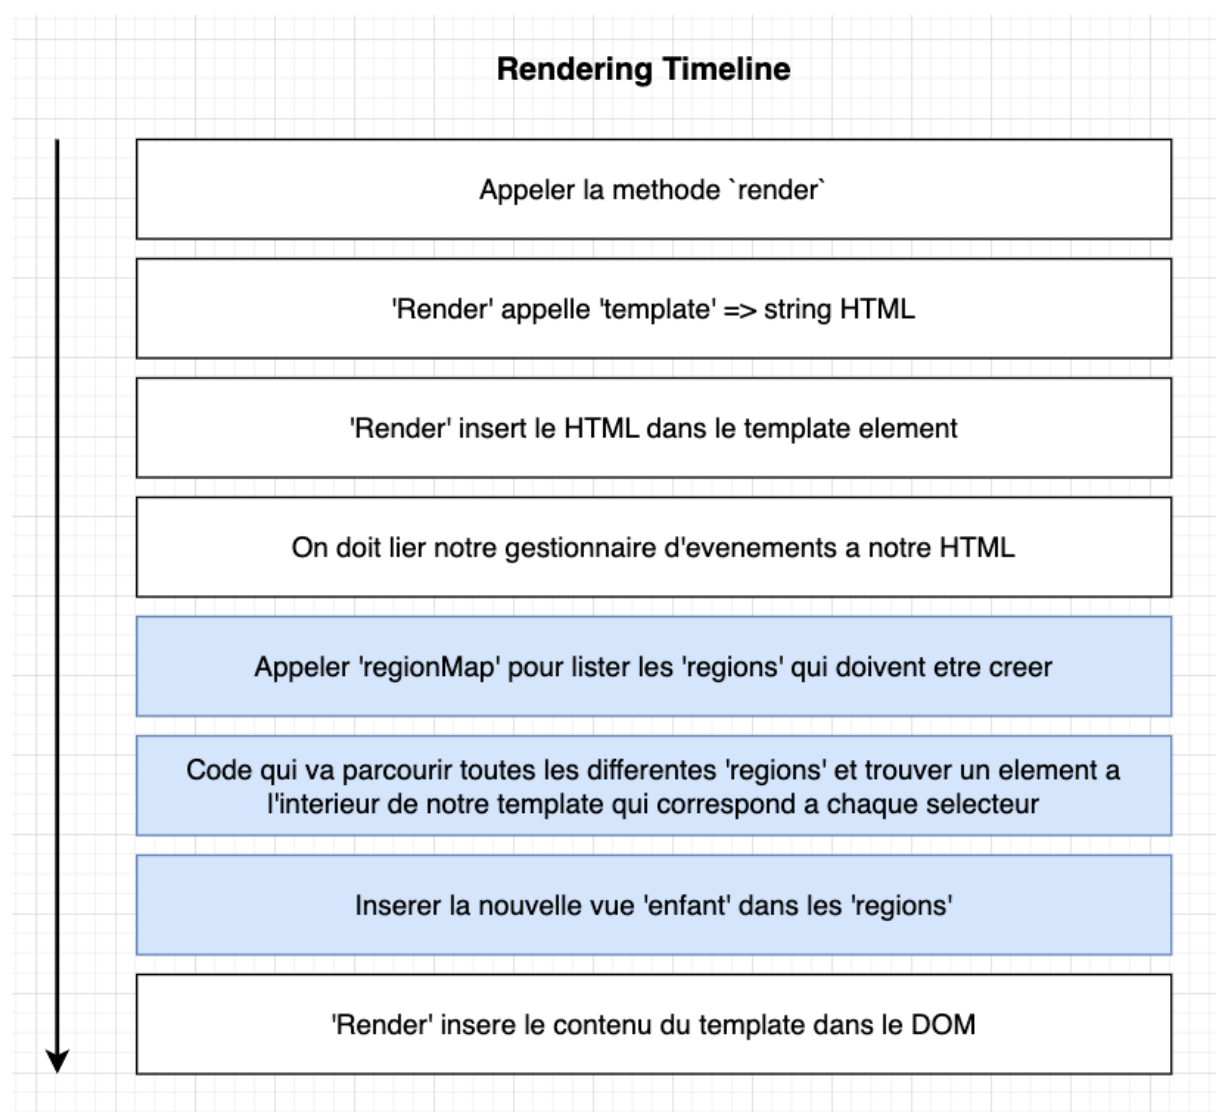 Rendering Timeline
Appeler la methode `render`
'Render' appelle 'template' => string HTML
'Render' insert le HTML dans le template element
On doit lier notre gestionnaire d'evenements a notre HTML
Appeler 'regionMap' pour lister les 'regions' qui doivent etre creer
Code qui va parcourir toutes les differentes 'regions' et trouver un element a
l'interieur de notre template qui correspond a chaque selecteur
Inserer la nouvelle vue 'enfant' dans les 'regions'
'Render' insere le contenu du template dans le DOM